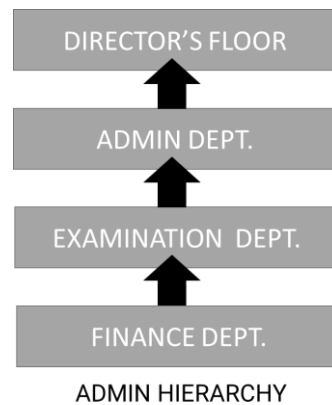 DIRECTOR’S FLOOR
ADMIN DEPT.
EXAMINATION DEPT.
FINANCE DEPT.
ADMIN HIERARCHY